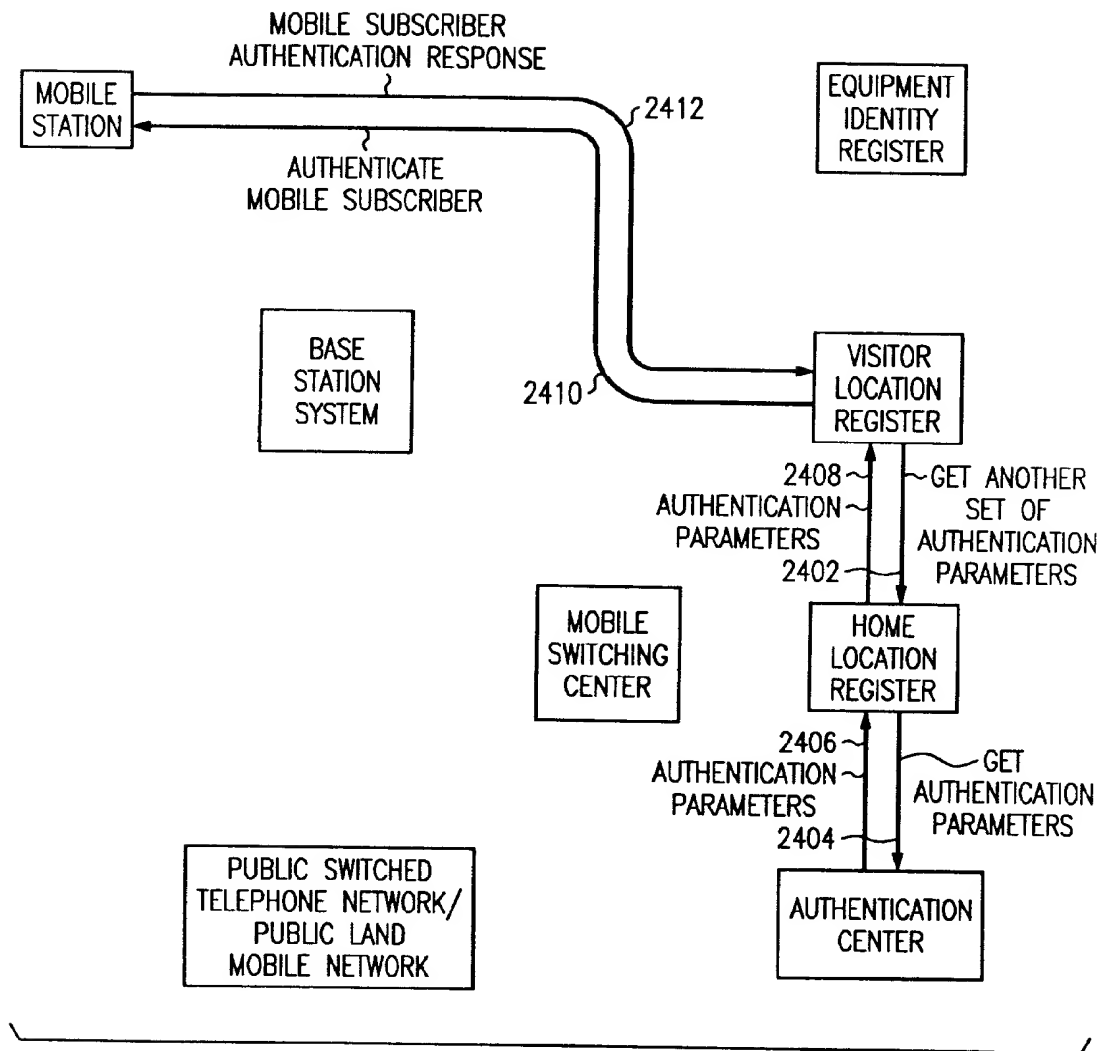 MOBILE SUBSCRIBER
AUTHENTICATION RESPONSE
MOBILE
STATION
2412
EQUIPMENT
IDENTITY
REGISTER
AUTHENTICATE
MOBILE SUBSCRIBER
BASE
STATION
SYSTEM
2410
VISITOR
LOCATION
REGISTER
2408
AUTHENTICATION
PARAMETERS
GET ANOTHER
SET OF
AUTHENTICATION
PARAMETERS
2402
MOBILE
SWITCHING
CENTER
HOME
LOCATION
REGISTER
2406
AUTHENTICATION
PARAMETERS
GET
AUTHENTICATION
PARAMETERS
2404
PUBLIC SWITCHED
TELEPHONE NETWORK/
PUBLIC LAND
MOBILE NETWORK
AUTHENTICATION
CENTER